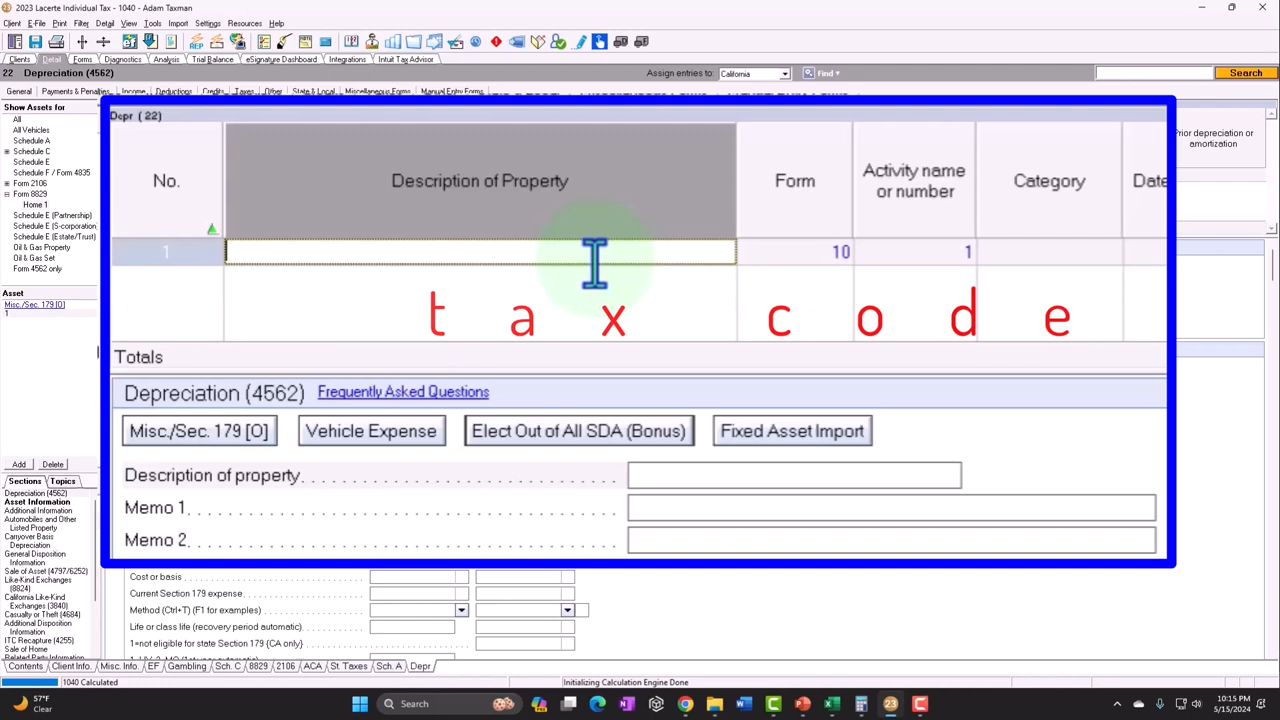 2023 Lacerte Individual Tax - 1040 - Adam Taxman
Client E-File Print Filter Detail View Tools Import Settings Resources Help
Clients Detail Forms Diagnostics Analysis Trial Balance eSignature Dashboard Integrations Intuit Tax Advisor
22 Depreciation (4562) Assign entries to: California Find Search
General Payments & Penalties Income Deductions Credits Taxes Other State & Local Miscellaneous Forms Manual Entry Forms
Show Assets for
All
All Vehicles
Schedule A
Schedule C
Schedule E
Schedule F / Form 4835
Form 2106
Form 8829
Home 1
Schedule E (Partnership)
Schedule E (S-corporation)
Schedule E (Estate/Trust)
Oil & Gas Property
Oil & Gas Set
Form 4562 only
Asset
Misc./Sec. 179 [O]
1
Add Delete
Sections Topics
Depreciation (4562)
Asset Information
Additional Information
Automobiles and Other
Listed Property
Carryover Basis
Depreciation
General Disposition
Information
Sale of Asset (4797/6252)
Like-Kind Exchanges
(8824)
California Like-Kind
Exchanges (3840)
Casualty or Theft (4684)
Additional Disposition
Information
ITC Recapture (4255)
Sale of Home
Related Party Information
Depr (22)
No. Description of Property Form Activity name
or number Category Date
Prior depreciation or
amortization
1 10 1
tax code
Totals
Depreciation (4562) Frequently Asked Questions
Misc./Sec. 179 [O] Vehicle Expense Elect Out of All SDA (Bonus) Fixed Asset Import
Description of property
Memo 1
Memo 2
Cost or basis
Current Section 179 expense
Method (Ctrl+T) (F1 for examples)
Life or class life (recovery period automatic)
1=not eligible for state Section 179 {CA only}
Contents Client Info. Misc. Info. EF Gambling Sch. C 8829 2106 ACA St. Taxes Sch. A Depr
1040 Calculated Initializing Calculation Engine Done
57°F
Clear
Search
10:15 PM
5/15/2024